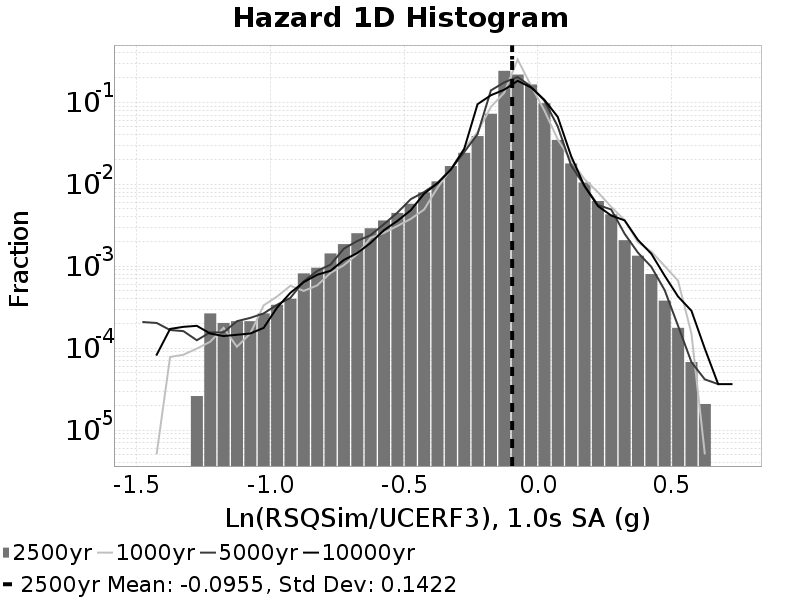 Hazard 1D Histogram
Fraction
10-1
10-2
10-3
10-4
10-5
-1.5 -1.0 -0.5 0.0 0.5
Ln(RSQSim/UCERF3), 1.0s SA (g)
2500yr 1000yr 5000yr 10000yr
2500yr Mean: -0.0955, Std Dev: 0.1422